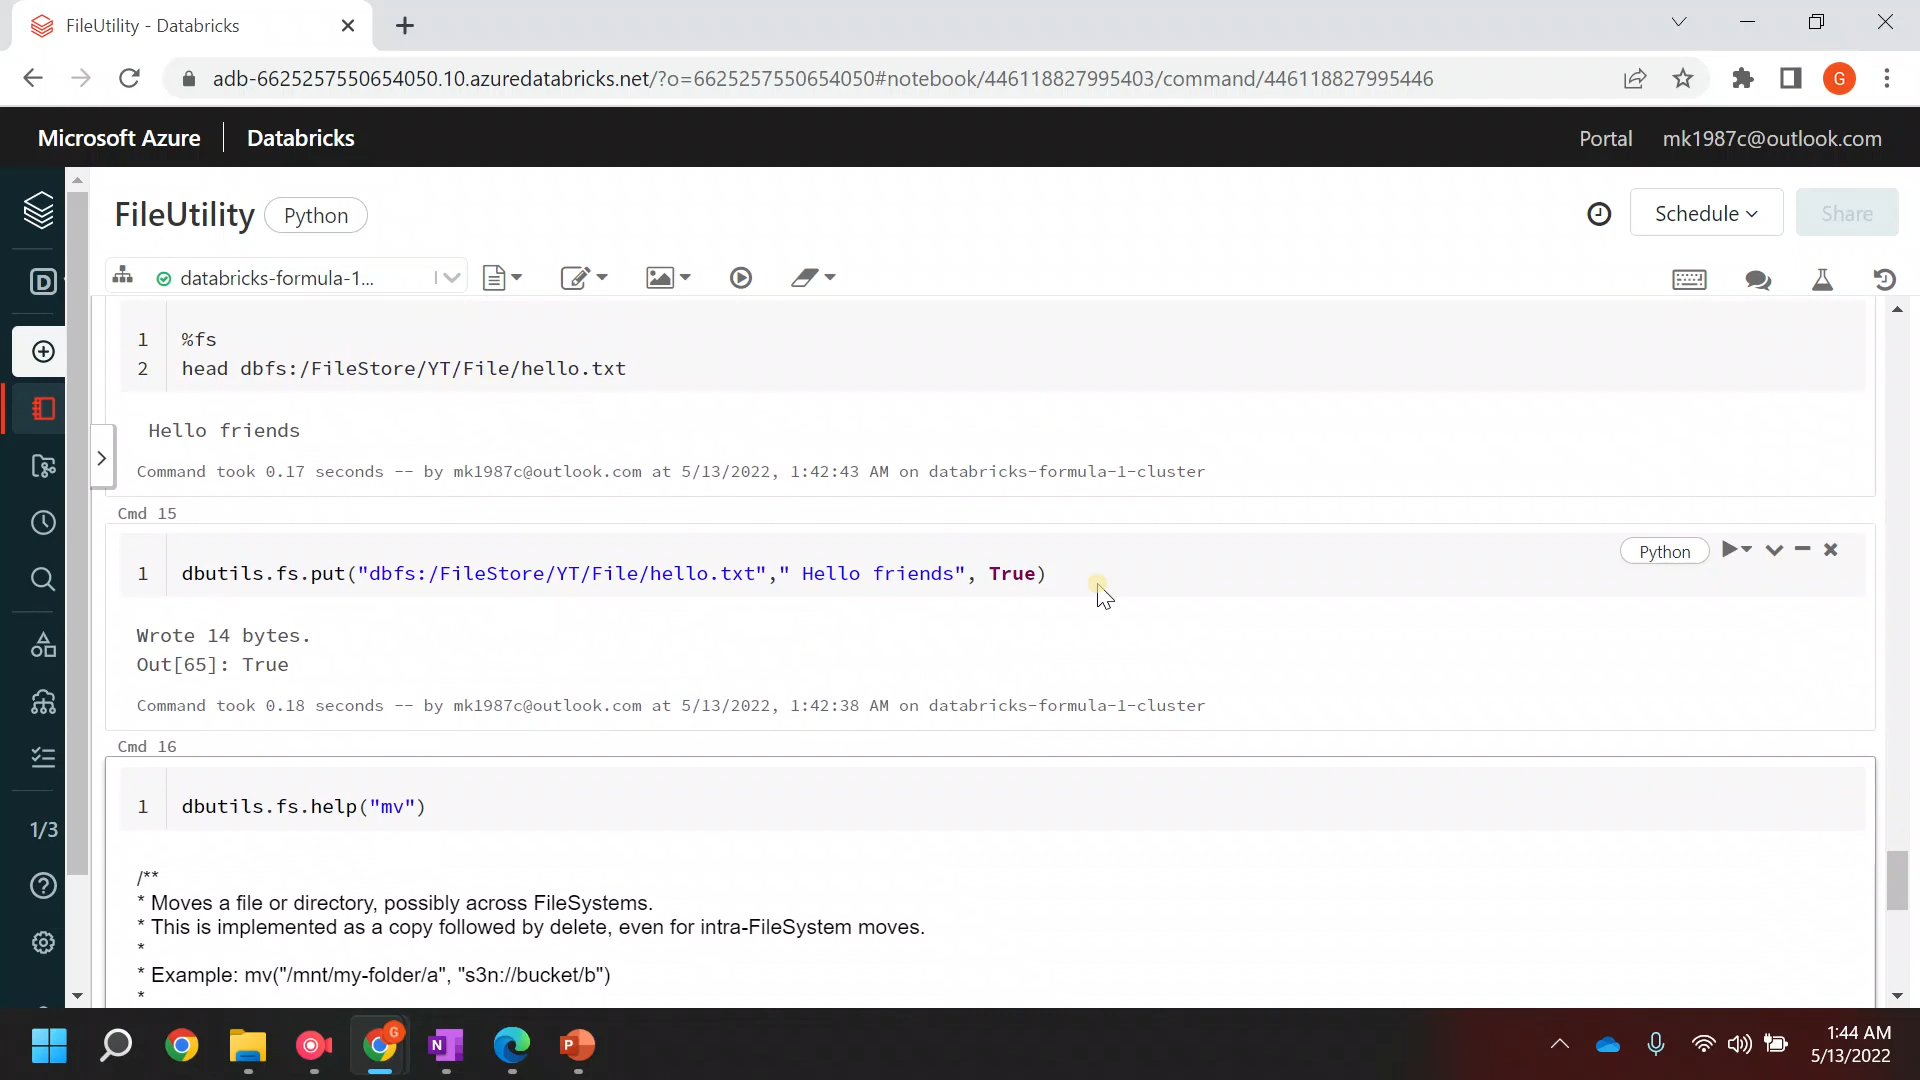 FileUtility - Databricks
adb-6625257550654050.10.azuredatabricks.net/?o=6625257550654050#notebook/446118827995403/command/446118827995446
G
Microsoft Azure | Databricks
Portal
mk1987c@outlook.com
FileUtility
Python
Schedule
Share
D
databricks-formula-1...
1 %fs
2 head dbfs:/FileStore/YT/File/hello.txt
Hello friends
Command took 0.17 seconds -- by mk1987c@outlook.com at 5/13/2022, 1:42:43 AM on databricks-formula-1-cluster
Cmd 15
Python
1 dbutils.fs.put("dbfs:/FileStore/YT/File/hello.txt"," Hello friends", True)
Wrote 14 bytes.
Out[65]: True
Command took 0.18 seconds -- by mk1987c@outlook.com at 5/13/2022, 1:42:38 AM on databricks-formula-1-cluster
Cmd 16
1 dbutils.fs.help("mv")
1/3
/**
* Moves a file or directory, possibly across FileSystems.
* This is implemented as a copy followed by delete, even for intra-FileSystem moves.
*
* Example: mv("/mnt/my-folder/a", "s3n://bucket/b")
*
G
N
P
1:44 AM
5/13/2022